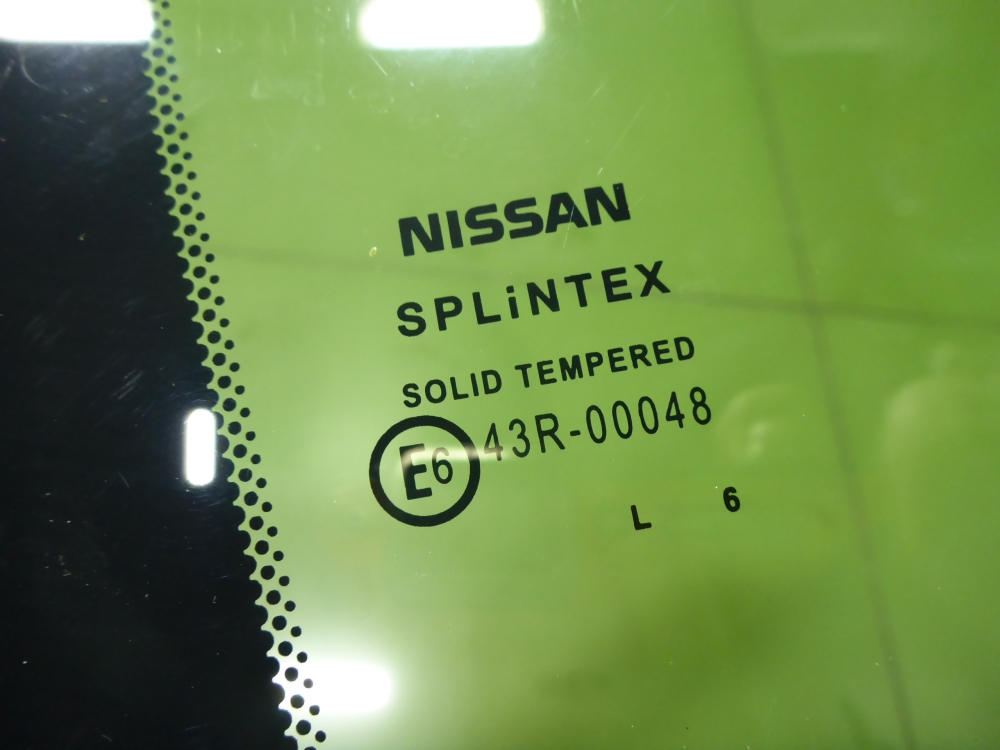 NISSAN
SPLiNTEX
SOLID TEMPERED
E6 43R-00048
L 6